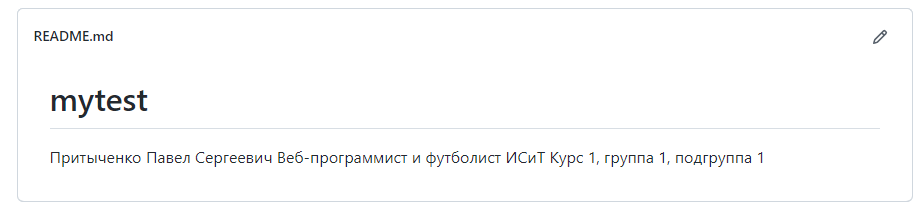 README.md
mytest
Притыченко Павел Сергеевич Веб-программист и футболист ИСиТ Курс 1, группа 1, подгруппа 1